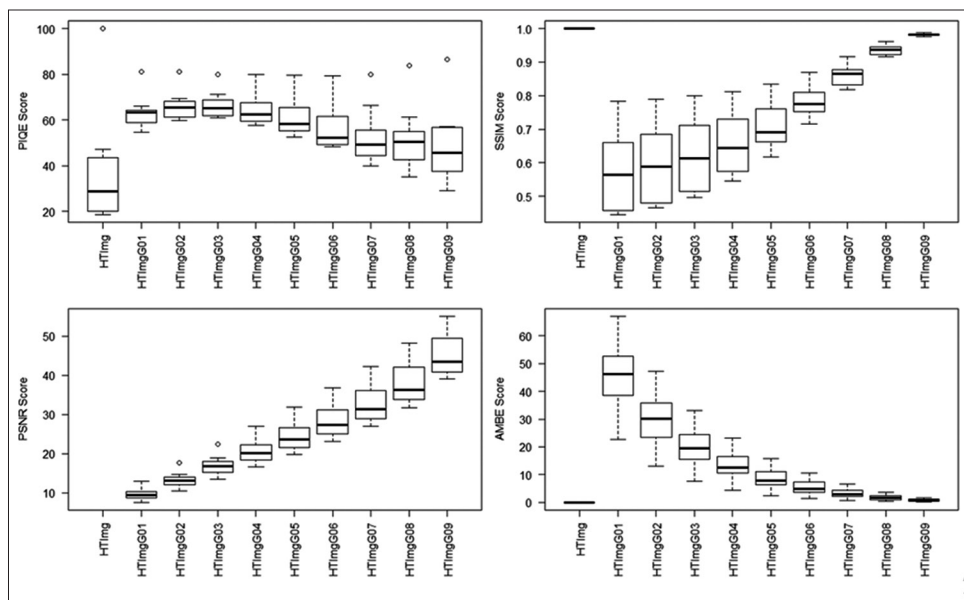 PIQE Score
100
80
60
40
20
HTImg
HTImgG01
HTImgG02
HTImgG03
HTImgG04
HTImgG05
HTImgG06
HTImgG07
HTImgG08
HTImgG09
SSIM Score
1.0
0.9
0.8
0.7
0.6
0.5
HTImg
HTImgG01
HTImgG02
HTImgG03
HTImgG04
HTImgG05
HTImgG06
HTImgG07
HTImgG08
HTImgG09
PSNR Score
50
40
30
20
10
HTImg
HTImgG01
HTImgG02
HTImgG03
HTImgG04
HTImgG05
HTImgG06
HTImgG07
HTImgG08
HTImgG09
AMBE Score
60
50
40
30
20
10
0
HTImg
HTImgG01
HTImgG02
HTImgG03
HTImgG04
HTImgG05
HTImgG06
HTImgG07
HTImgG08
HTImgG09